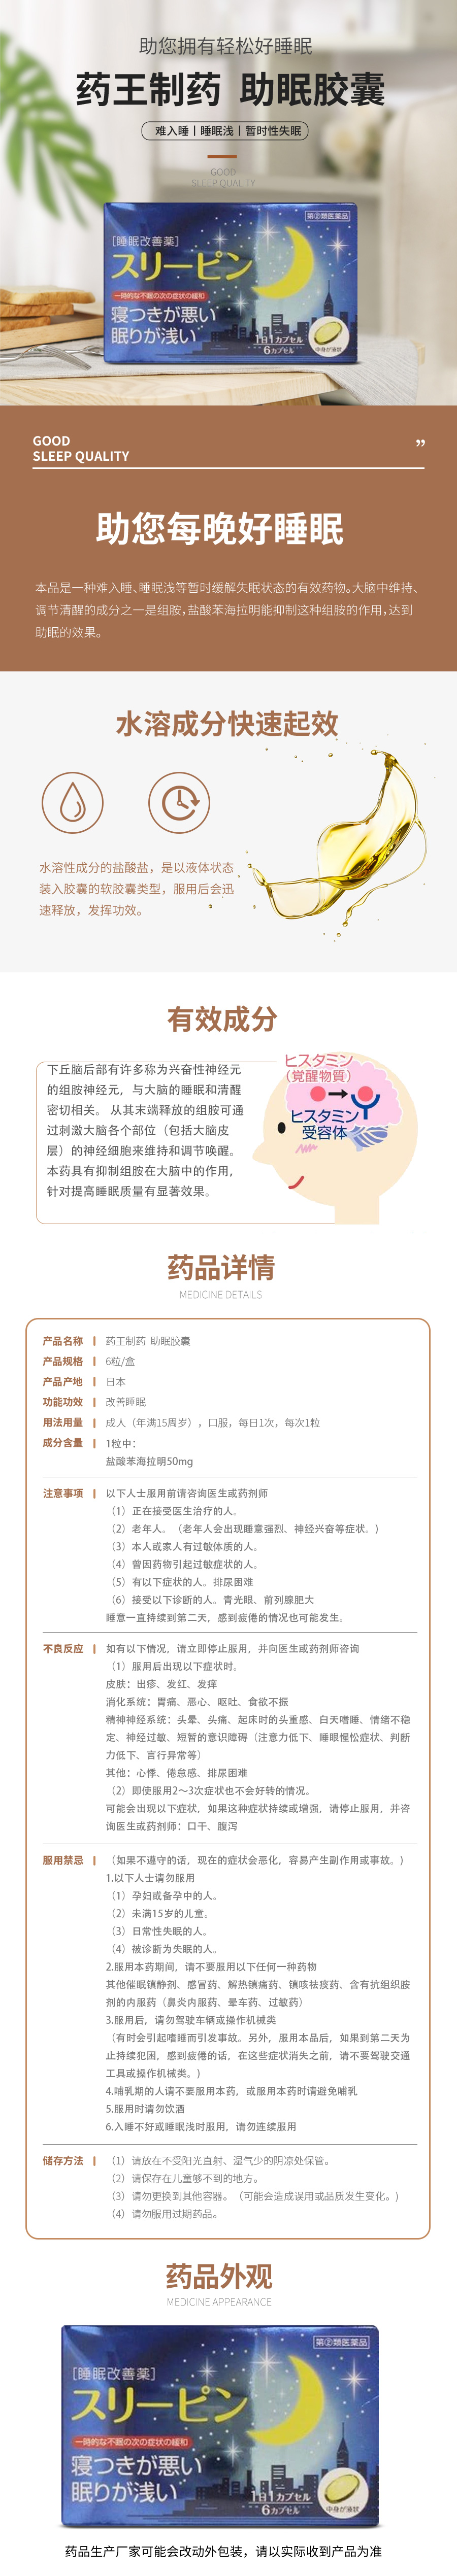 助您拥有轻松好睡眠
药王制药 助眠胶囊
难入睡丨睡眠浅丨暂时性失眠
GOOD
SLEEP QUALITY
第②類医薬品
[睡眠改善薬]
スリーピン
一時的な不眠の次の症状の緩和
寝つきが悪い
眠りが浅い
1日1カプセル
6カプセル
中身が液状
GOOD
SLEEP QUALITY
”
助您每晚好睡眠
本品是一种难入睡、睡眠浅等暂时缓解失眠状态的有效药物。大脑中维持、
调节清醒的成分之一是组胺,盐酸苯海拉明能抑制这种组胺的作用,达到
助眠的效果。
水溶成分快速起效
水溶性成分的盐酸盐，是以液体状态
装入胶囊的软胶囊类型，服用后会迅
速释放，发挥功效。
有效成分
下丘脑后部有许多称为兴奋性神经元
的组胺神经元，与大脑的睡眠和清醒
密切相关。 从其末端释放的组胺可通
过刺激大脑各个部位（包括大脑皮
层）的神经细胞来维持和调节唤醒。
本药具有抑制组胺在大脑中的作用，
针对提高睡眠质量有显著效果。
ヒスタミン
(覚醒物質)
ヒスタミン
受容体
药品详情
MEDICINE DETAILS
产品名称 药王制药 助眠胶囊
产品规格 6粒/盒
产品产地 日本
功能功效 改善睡眠
用法用量 成人（年满15周岁），口服，每日1次，每次1粒
成分含量 1粒中：
盐酸苯海拉明50mg
注意事项 以下人士服用前请咨询医生或药剂师
（1）正在接受医生治疗的人。
（2）老年人。（老年人会出现睡意强烈、神经兴奋等症状。)
（3）本人或家人有过敏体质的人。
（4）曾因药物引起过敏症状的人。
（5）有以下症状的人。排尿困难
（6）接受以下诊断的人。青光眼、前列腺肥大
睡意一直持续到第二天，感到疲倦的情况也可能发生。
不良反应 如有以下情况，请立即停止服用，并向医生或药剂师咨询
（1）服用后出现以下症状时。
皮肤：出疹、发红、发痒
消化系统：胃痛、恶心、呕吐、食欲不振
精神神经系统：头晕、头痛、起床时的头重感、白天嗜睡、情绪不稳
定、神经过敏、短暂的意识障碍（注意力低下、睡眠惺忪症状、判断
力低下、言行异常等）
其他：心悸、倦怠感、排尿困难
（2）即使服用2～3次症状也不会好转的情况。
可能会出现以下症状，如果这种症状持续或增强，请停止服用，并咨
询医生或药剂师：口干、腹泻
服用禁忌 （如果不遵守的话，现在的症状会恶化，容易产生副作用或事故。)
1.以下人士请勿服用
（1）孕妇或备孕中的人。
（2）未满15岁的儿童。
（3）日常性失眠的人。
（4）被诊断为失眠的人。
2.服用本药期间，请不要服用以下任何一种药物
其他催眠镇静剂、感冒药、解热镇痛药、镇咳祛痰药、含有抗组织胺
剂的内服药（鼻炎内服药、晕车药、过敏药）
3.服用后，请勿驾驶车辆或操作机械类
（有时会引起嗜睡而引发事故。另外，服用本品后，如果到第二天为
止持续犯困，感到疲倦的话，在这些症状消失之前，请不要驾驶交通
工具或操作机械类。)
4.哺乳期的人请不要服用本药，或服用本药时请避免哺乳
5.服用时请勿饮酒
6.入睡不好或睡眠浅时服用，请勿连续服用
储存方法 （1）请放在不受阳光直射、湿气少的阴凉处保管。
（2）请保存在儿童够不到的地方。
（3）请勿更换到其他容器。（可能会造成误用或品质发生变化。)
（4）请勿服用过期药品。
药品外观
MEDICINE APPEARANCE
第②類医薬品
[睡眠改善薬]
スリーピン
一時的な不眠の次の症状の緩和
寝つきが悪い
眠りが浅い
1日1カプセル
6カプセル
中身が液状
药品生产厂家可能会改动外包装，请以实际收到产品为准